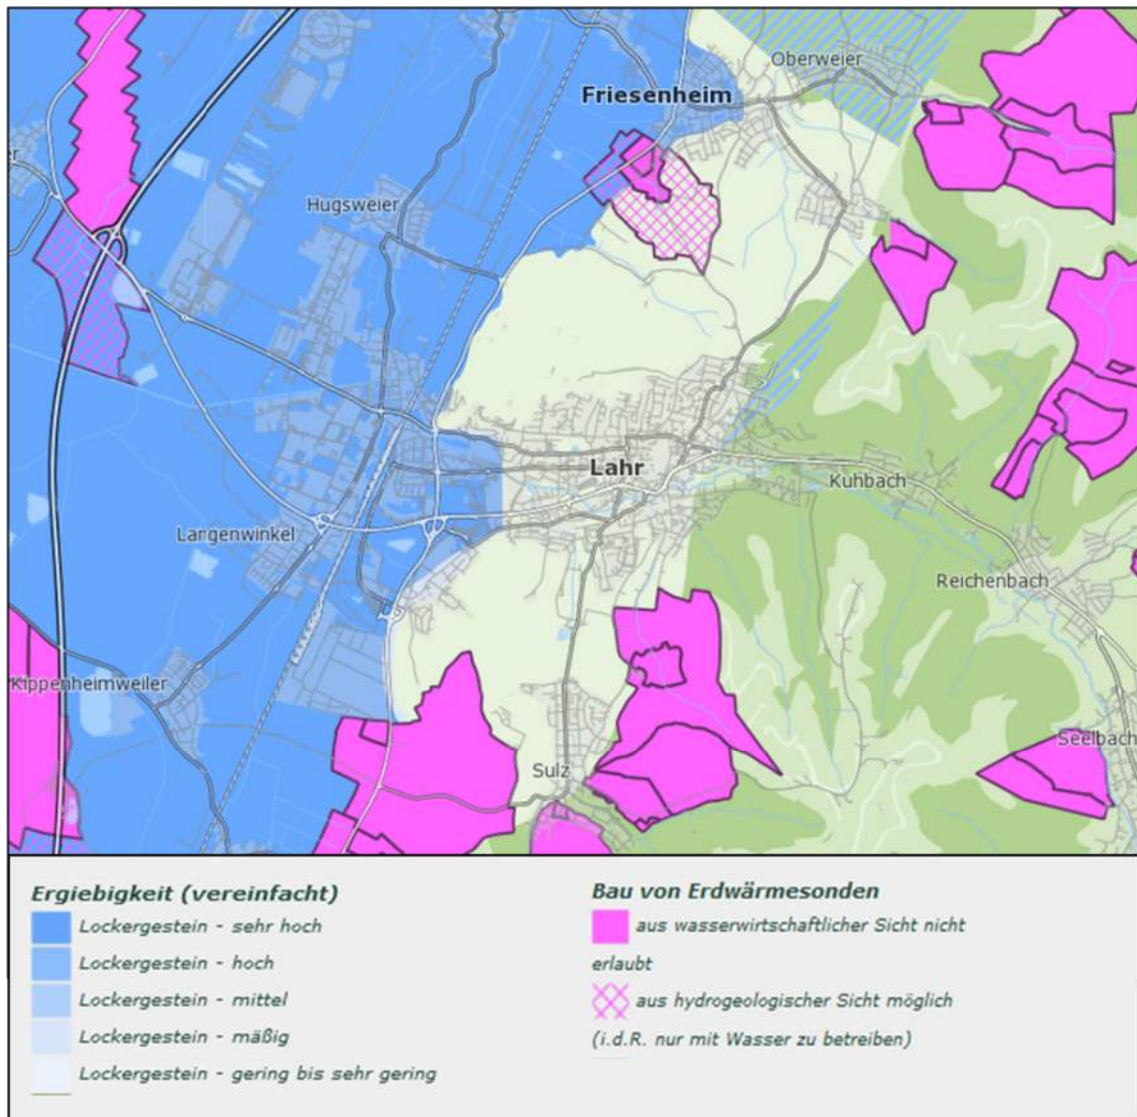 Oberweier
Friesenheim
er
Hugsweier
Lahr
Kuhbach
Langenwinkel
Reichenbach
Kippenheimweiler
Seelbach
Sulz
Ergiebigkeit (vereinfacht)
Lockergestein - sehr hoch
Lockergestein - hoch
Lockergestein - mittel
Lockergestein - mäßig
Lockergestein - gering bis sehr gering
Bau von Erdwärmesonden
aus wasserwirtschaftlicher Sicht nicht
erlaubt
aus hydrogeologischer Sicht möglich
(i.d.R. nur mit Wasser zu betreiben)